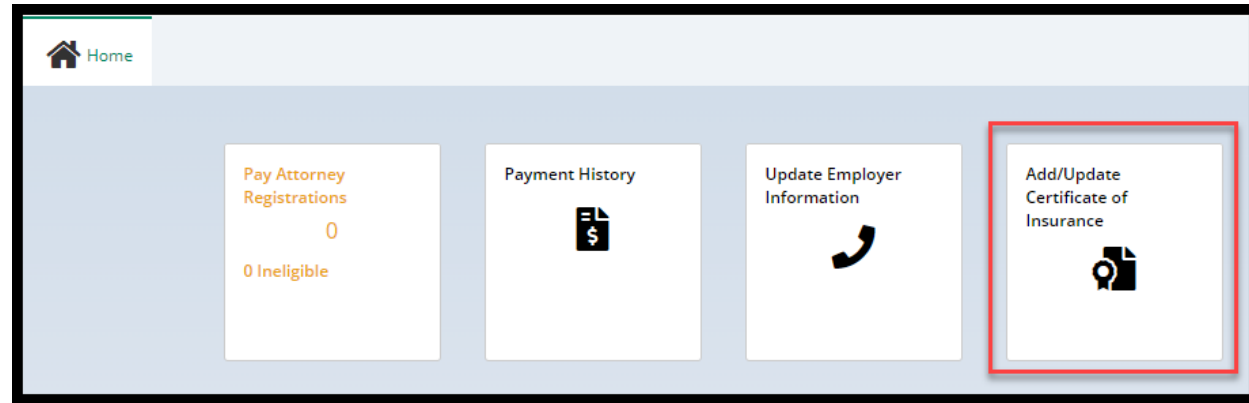 Home
Pay Attorney
Registrations
0
0 Ineligible
Payment History
$
Update Employer
Information
Add/Update
Certificate of
Insurance